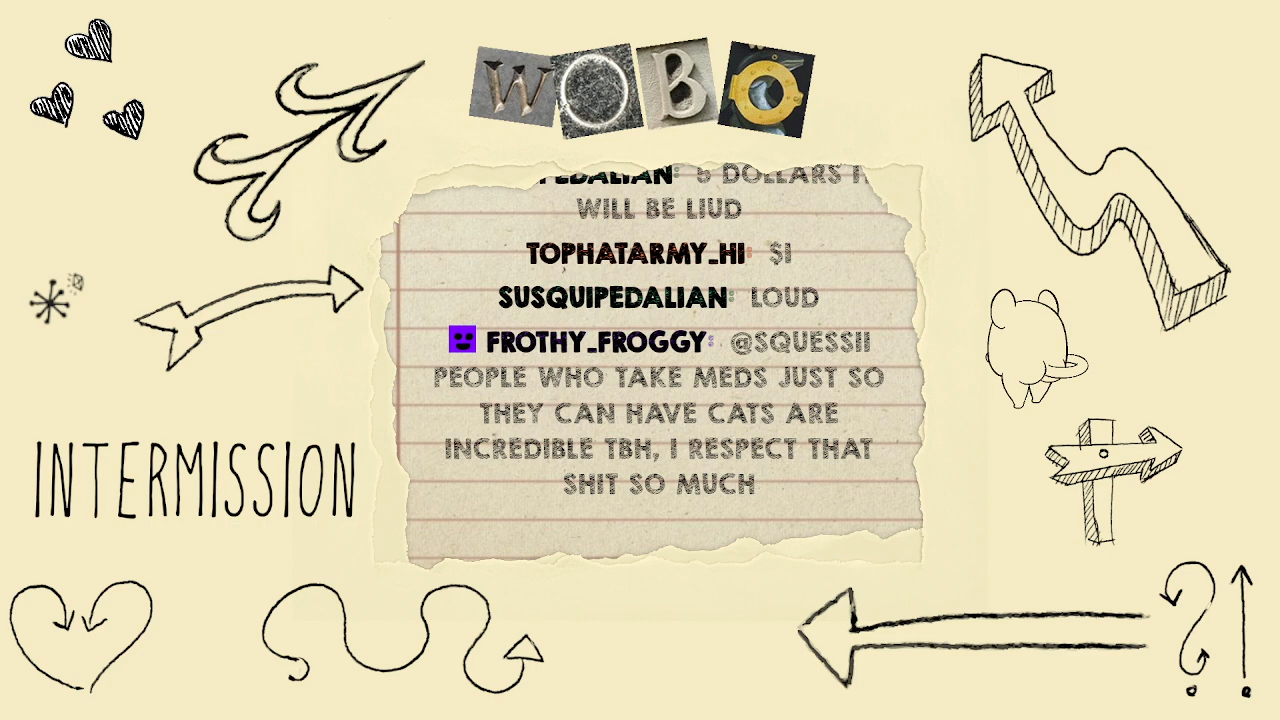 WOBO
PEDALIAN: 5 DOLLARS
WILL BE LIUD
TOPHATARMY_HI: $1
SUSQUIPEDALIAN: LOUD
FROTHY_FROGGY: @SQUESSII
PEOPLE WHO TAKE MEDS JUST SO
THEY CAN HAVE CATS ARE
INCREDIBLE TBH, I RESPECT THAT
SHIT SO MUCH
INTERMISSION
?!